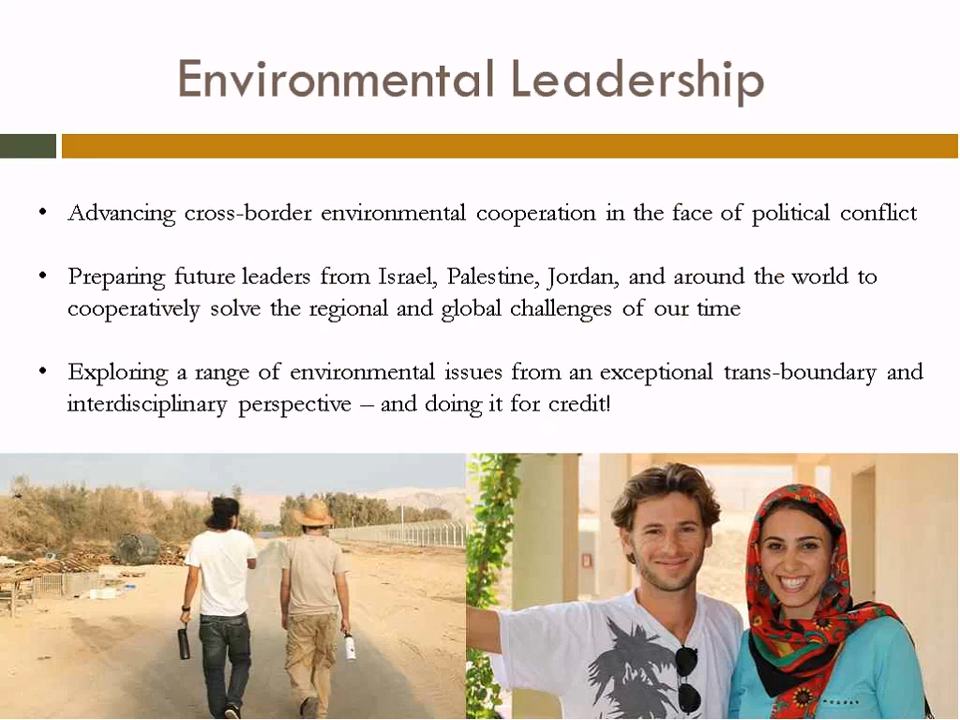 Environmental Leadership
• Advancing cross-border environmental cooperation in the face of political conflict
• Preparing future leaders from Israel, Palestine, Jordan, and around the world to
cooperatively solve the regional and global challenges of our time
• Exploring a range of environmental issues from an exceptional trans-boundary and
interdisciplinary perspective – and doing it for credit!